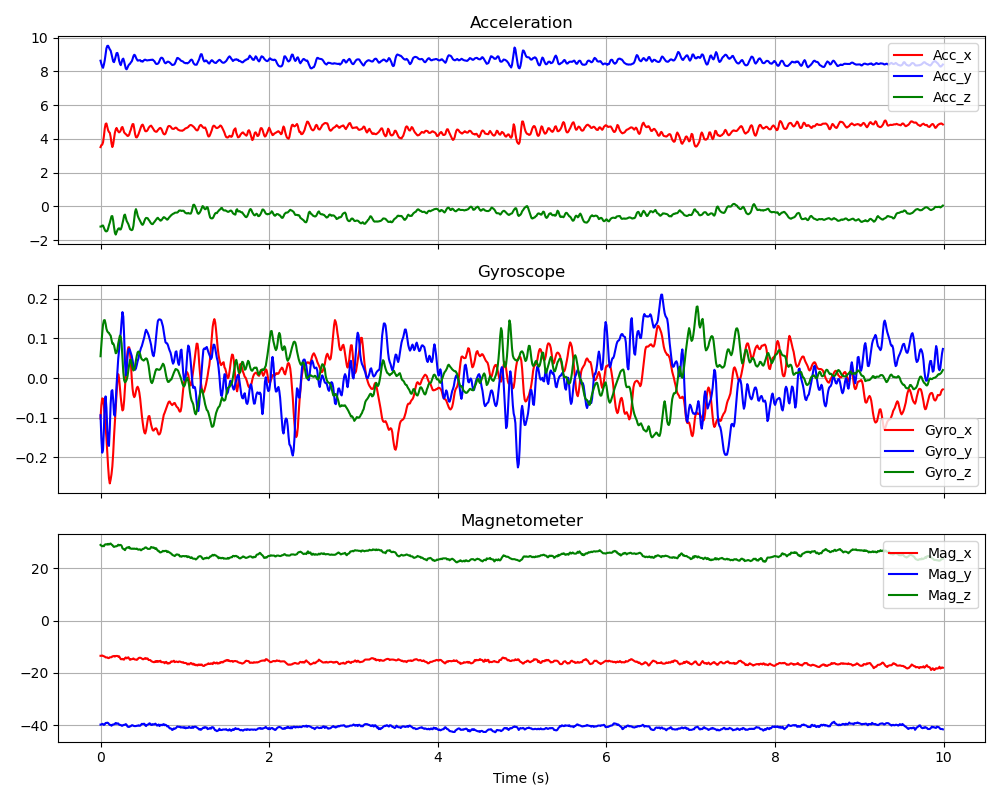 Acceleration
10
8
6
4
2
0
−2
Acc_x
Acc_y
Acc_z
Gyroscope
0.2
0.1
0.0
−0.1
−0.2
Gyro_x
Gyro_y
Gyro_z
Magnetometer
20
0
−20
−40
Mag_x
Mag_y
Mag_z
0 2 4 6 8 10
Time (s)